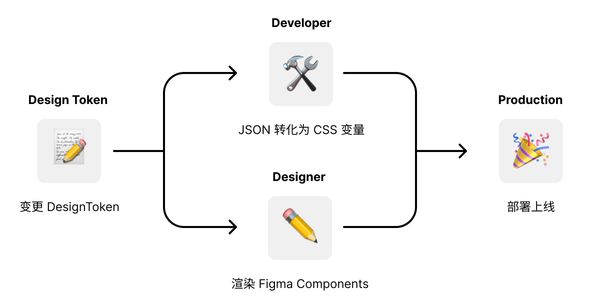 Developer
JSON 转化为 CSS 变量
Design Token
变更 DesignToken
Designer
渲染 Figma Components
Production
部署上线